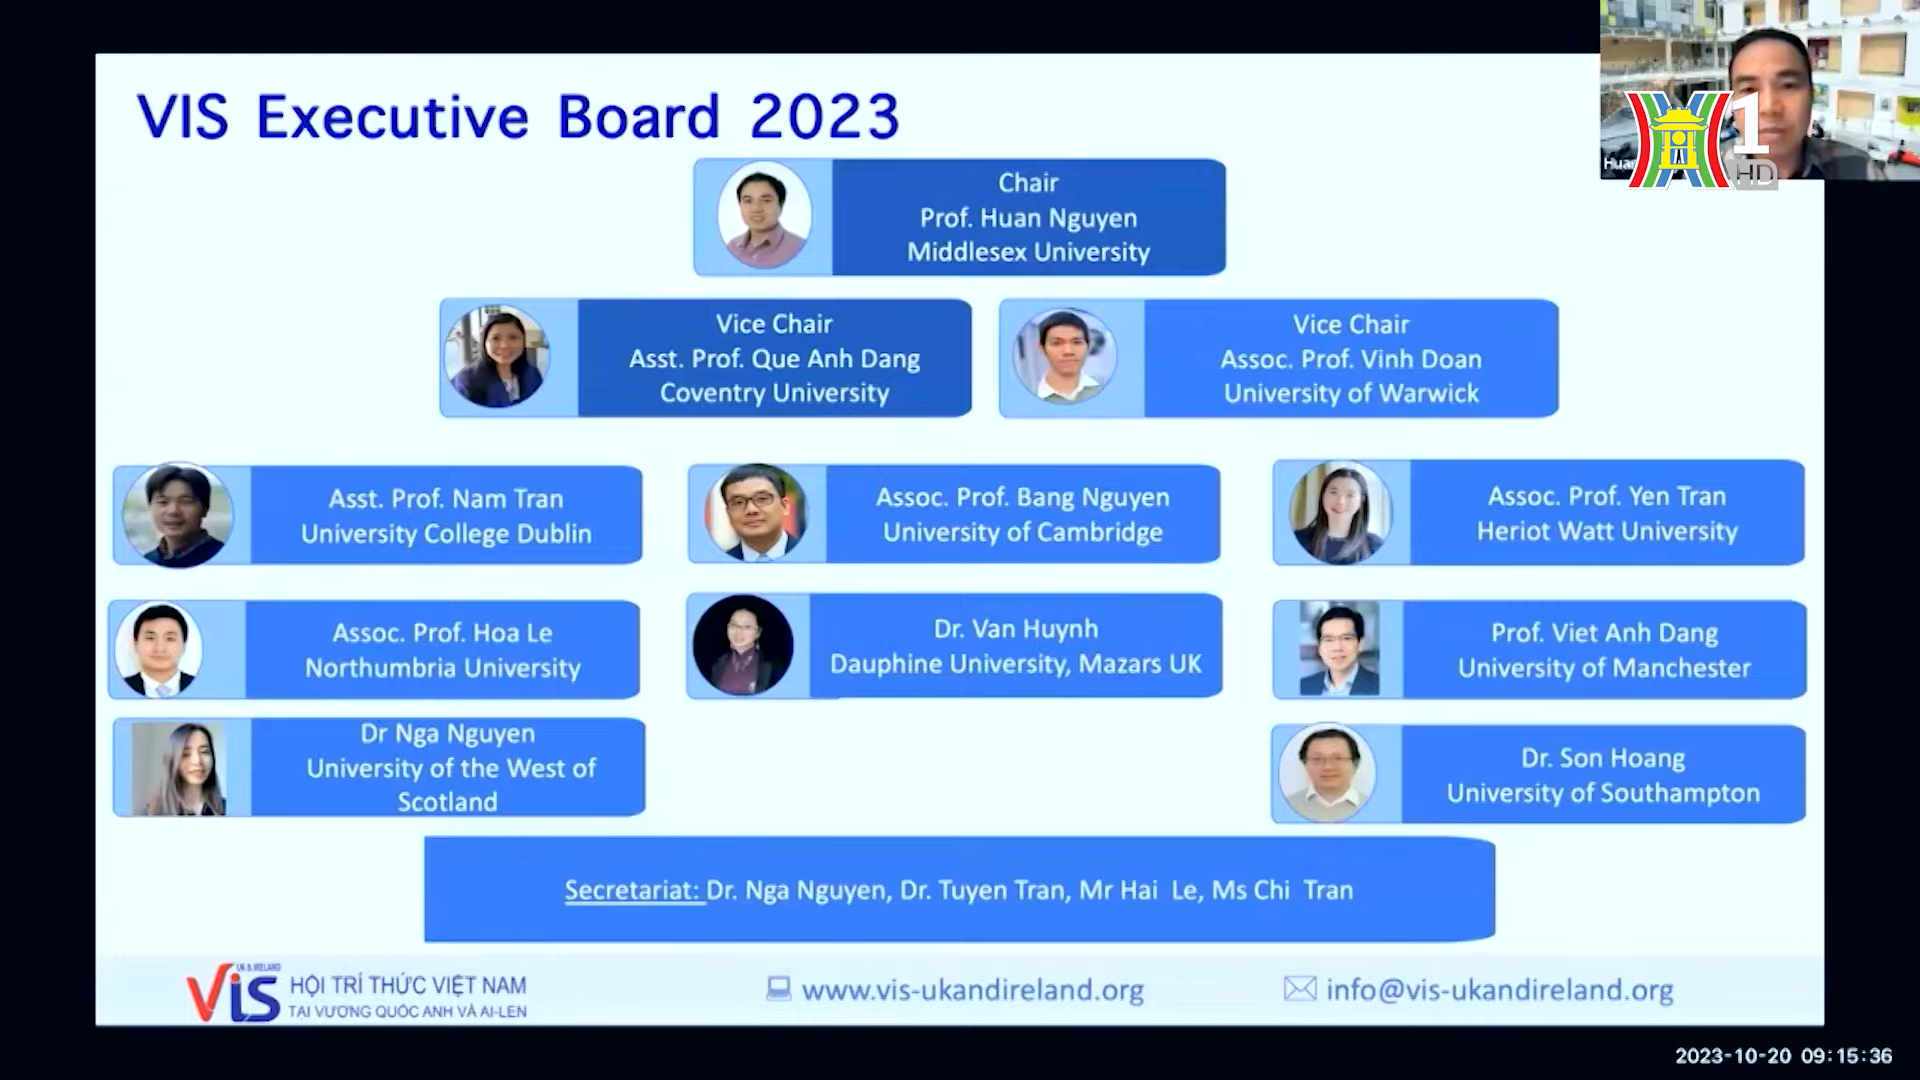 VIS Executive Board 2023
Chair
Prof. Huan Nguyen
Middlesex University
Vice Chair
Asst. Prof. Que Anh Dang
Coventry University
Vice Chair
Assoc. Prof. Vinh Doan
University of Warwick
Asst. Prof. Nam Tran
University College Dublin
Assoc. Prof. Bang Nguyen
University of Cambridge
Assoc. Prof. Yen Tran
Heriot Watt University
Assoc. Prof. Hoa Le
Northumbria University
Dr. Van Huynh
Dauphine University, Mazars UK
Prof. Viet Anh Dang
University of Manchester
Dr Nga Nguyen
University of the West of
Scotland
Dr. Son Hoang
University of Southampton
Secretariat: Dr. Nga Nguyen, Dr. Tuyen Tran, Mr Hai Le, Ms Chi Tran
UK & IRELAND
ViS
HỘI TRÍ THỨC VIỆT NAM
TẠI VƯƠNG QUỐC ANH VÀ AI-LEN
www.vis-ukandireland.org
info@vis-ukandireland.org
1
HD
2023-10-20 09:15:36